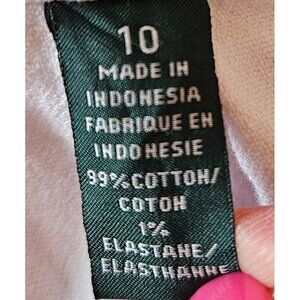 10
MADE IN
INDONESIA
FABRIQUE EN
INDONESIE
99% COTTON/
COTON
1%
ELASTANE/
ELASTHANNE